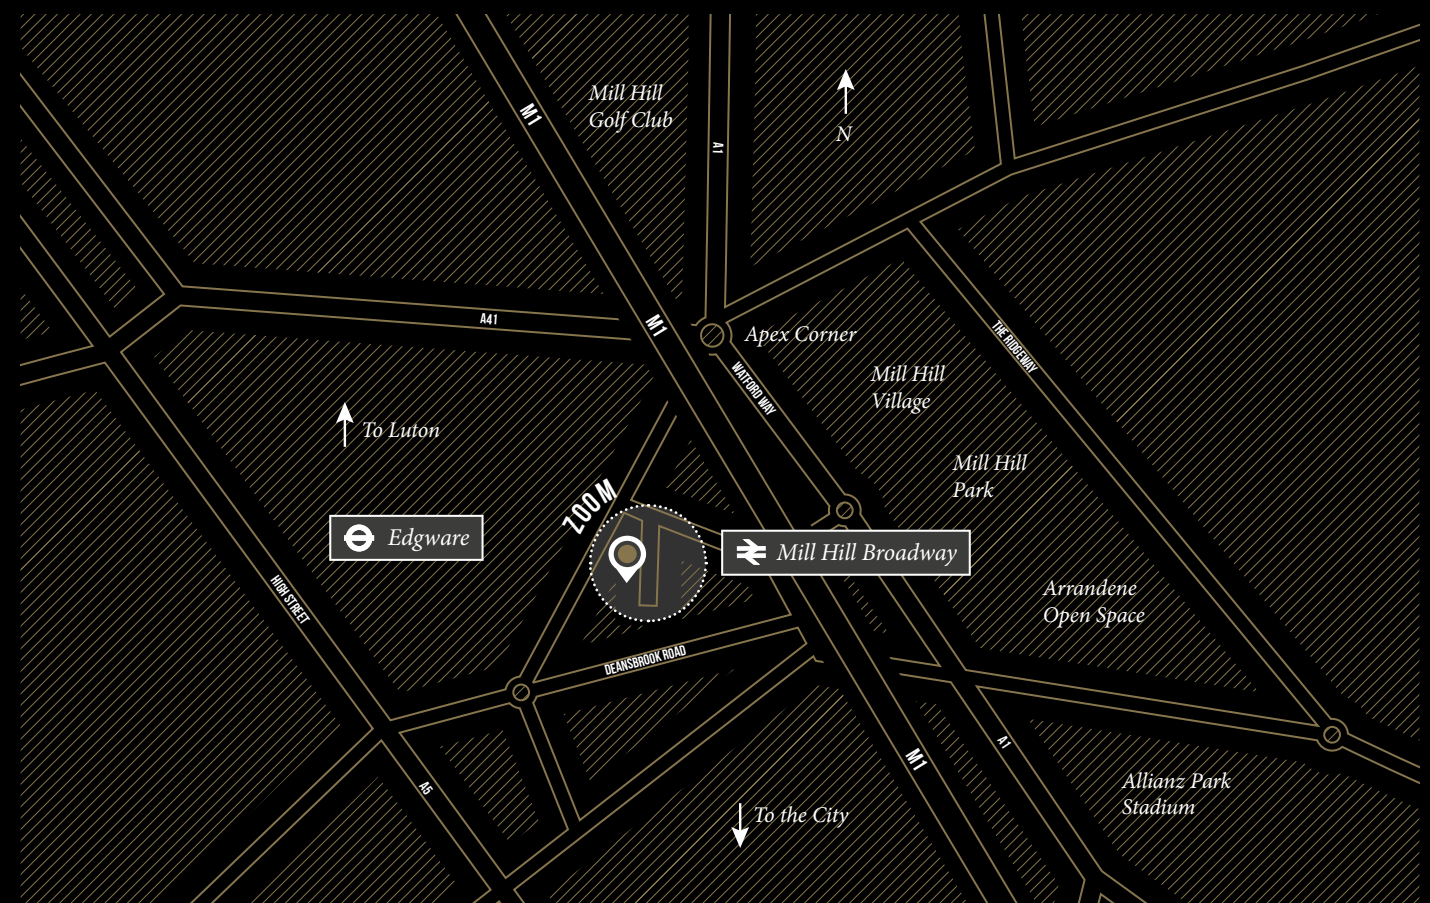 M1
Mill Hill
Golf Club
A1
N
A41
M1
Apex Corner
WATFORD WAY
THE RIDGEWAY
Mill Hill
Village
To Luton
Mill Hill
Park
ZOOM
Edgware
Mill Hill Broadway
HIGH STREET
Arrandene
Open Space
DEANSBROOK ROAD
M1
A1
A5
Allianz Park
Stadium
To the City